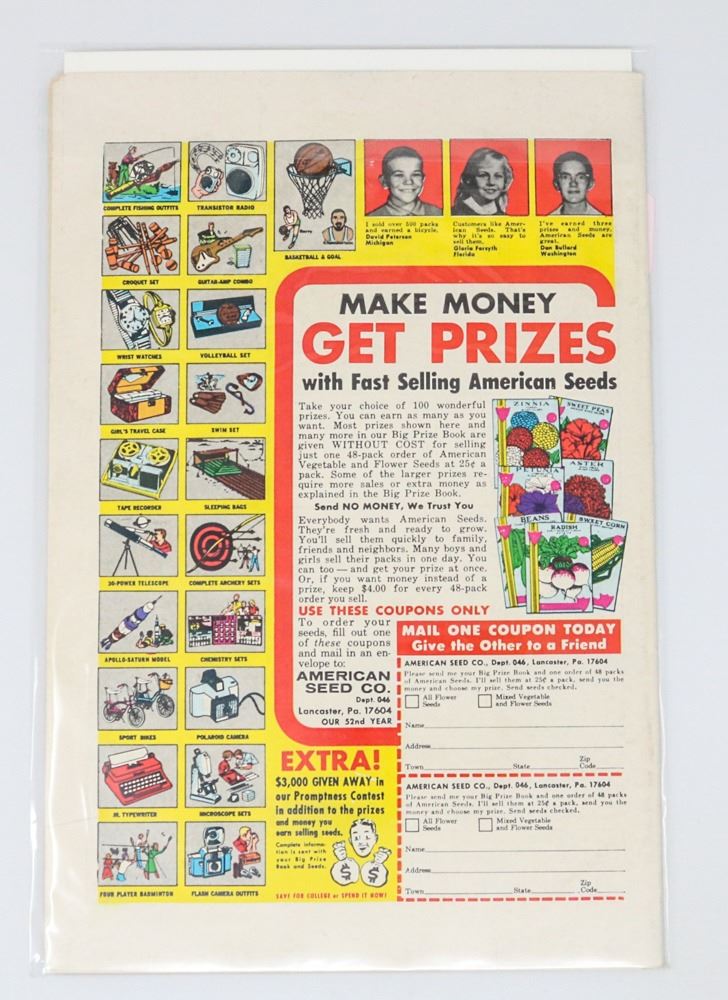 COMPLETE FISHING OUTFITS
TRANSISTOR RADIO
BASKETBALL & GOAL
CROQUET SET
GUITAR-AMP COMBO
WRIST WATCHES
VOLLEYBALL SET
GIRL'S TRAVEL CASE
SWIM SET
TAPE RECORDER
SLEEPING BAGS
30-POWER TELESCOPE
COMPLETE ARCHERY SETS
APOLLO-SATURN MODEL
CHEMISTRY SETS
SPORT BIKES
POLAROID CAMERA
JR. TYPEWRITER
MICROSCOPE SETS
FOUR PLAYER BADMINTON
FLASH CAMERA OUTFITS
I sold over 500 packs
and earned a bicycle.
David Peterson
Michigan
Customers like Amer-
ican Seeds. That's
why it's so easy to
sell them.
Gloria Forsyth
Florida
I've earned three
prizes and money.
American Seeds are
great.
Dan Bullard
Washington
MAKE MONEY
GET PRIZES
with Fast Selling American Seeds
Take your choice of 100 wonderful
prizes. You can earn as many as you
want. Most prizes shown here and
many more in our Big Prize Book are
given WITHOUT COST for selling
just one 48-pack order of American
Vegetable and Flower Seeds at 25¢ a
pack. Some of the larger prizes re-
quire more sales or extra money as
explained in the Big Prize Book.
Send NO MONEY, We Trust You
Everybody wants American Seeds.
They're fresh and ready to grow.
You'll sell them quickly to family,
friends and neighbors. Many boys and
girls sell their packs in one day. You
can too — and get your prize at once.
Or, if you want money instead of a
prize, keep $4.00 for every 48-pack
order you sell.
ZINNIA
SWEET PEAS
PETUNIA
ASTER
BEANS
RADISH
SWEET CORN
USE THESE COUPONS ONLY
To order your
seeds, fill out one
of these coupons
and mail in an en-
velope to:
AMERICAN
SEED CO.
Dept. 046
Lancaster, Pa. 17604
OUR 52nd YEAR
EXTRA!
$3,000 GIVEN AWAY in
our Promptness Contest
in addition to the prizes
and money you
earn selling seeds.
Complete informa-
tion is sent with
your Big Prize
Book and Seeds.
$ $
SAVE FOR COLLEGE or SPEND IT NOW!
MAIL ONE COUPON TODAY
Give the Other to a Friend
AMERICAN SEED CO., Dept. 046, Lancaster, Pa. 17604
Please send me your Big Prize Book and one order of 48 packs
of American Seeds. I'll sell them at 25¢ a pack, send you the
money and choose my prize. Send seeds checked.
All Flower Seeds
Mixed Vegetable and Flower Seeds
Name
Address
Town State Zip Code
AMERICAN SEED CO., Dept. 046, Lancaster, Pa. 17604
Please send me your Big Prize Book and one order of 48 packs
of American Seeds. I'll sell them at 25¢ a pack, send you the
money and choose my prize. Send seeds checked.
All Flower Seeds
Mixed Vegetable and Flower Seeds
Name
Address
Town State Zip Code